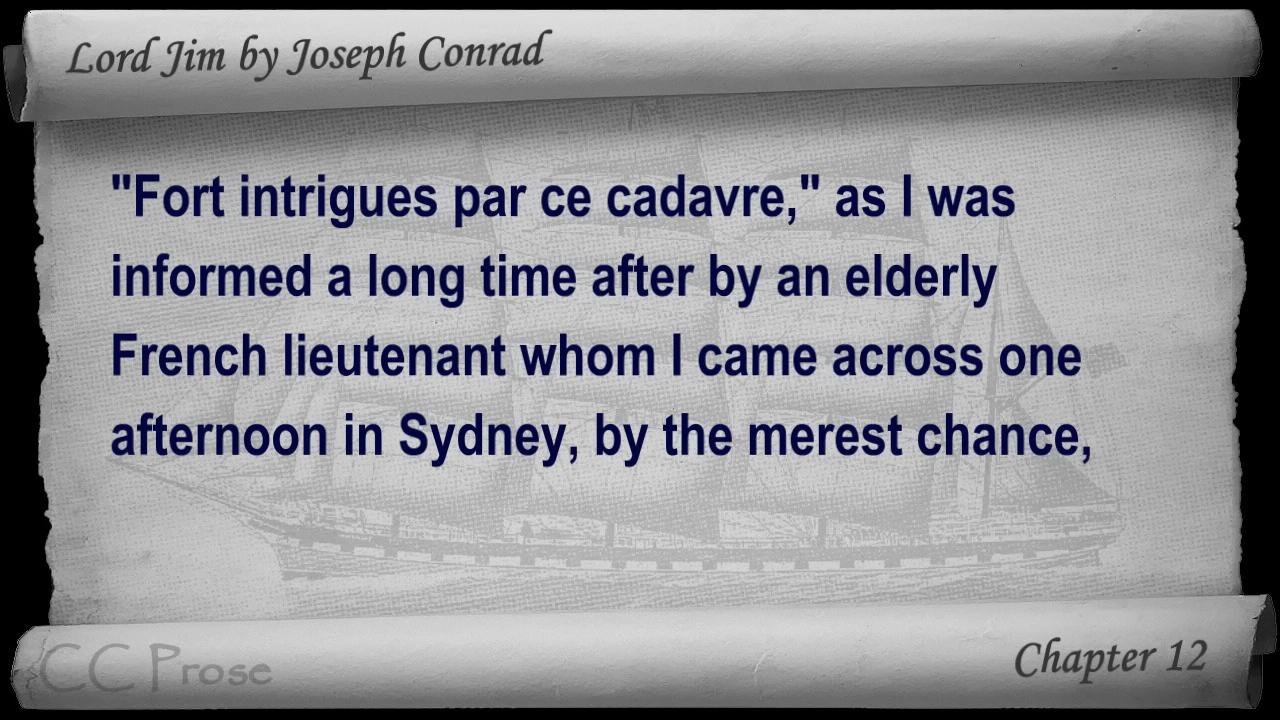 Lord Jim by Joseph Conrad
"Fort intrigues par ce cadavre," as I was
informed a long time after by an elderly
French lieutenant whom I came across one
afternoon in Sydney, by the merest chance,
CC Prose
Chapter 12